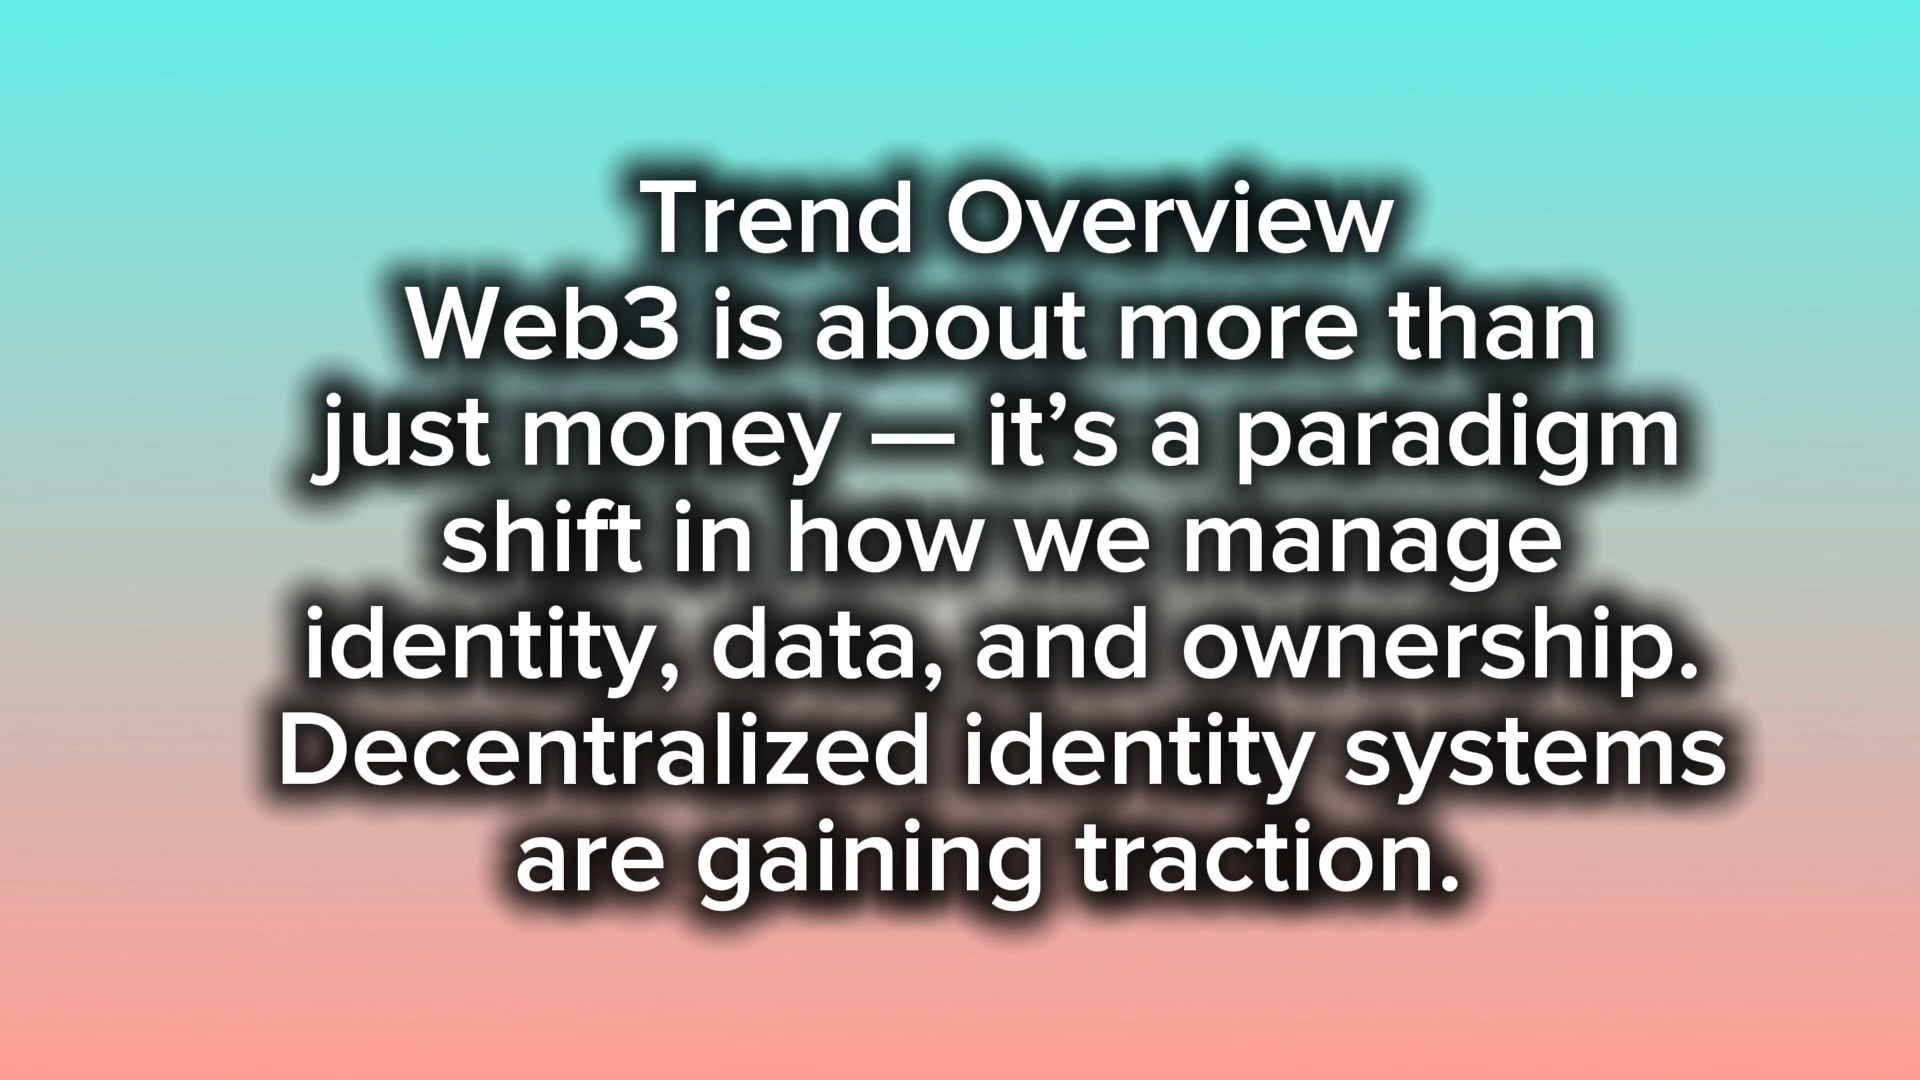 Trend Overview
Web3 is about more than
just money — it’s a paradigm
shift in how we manage
identity, data, and ownership.
Decentralized identity systems
are gaining traction.